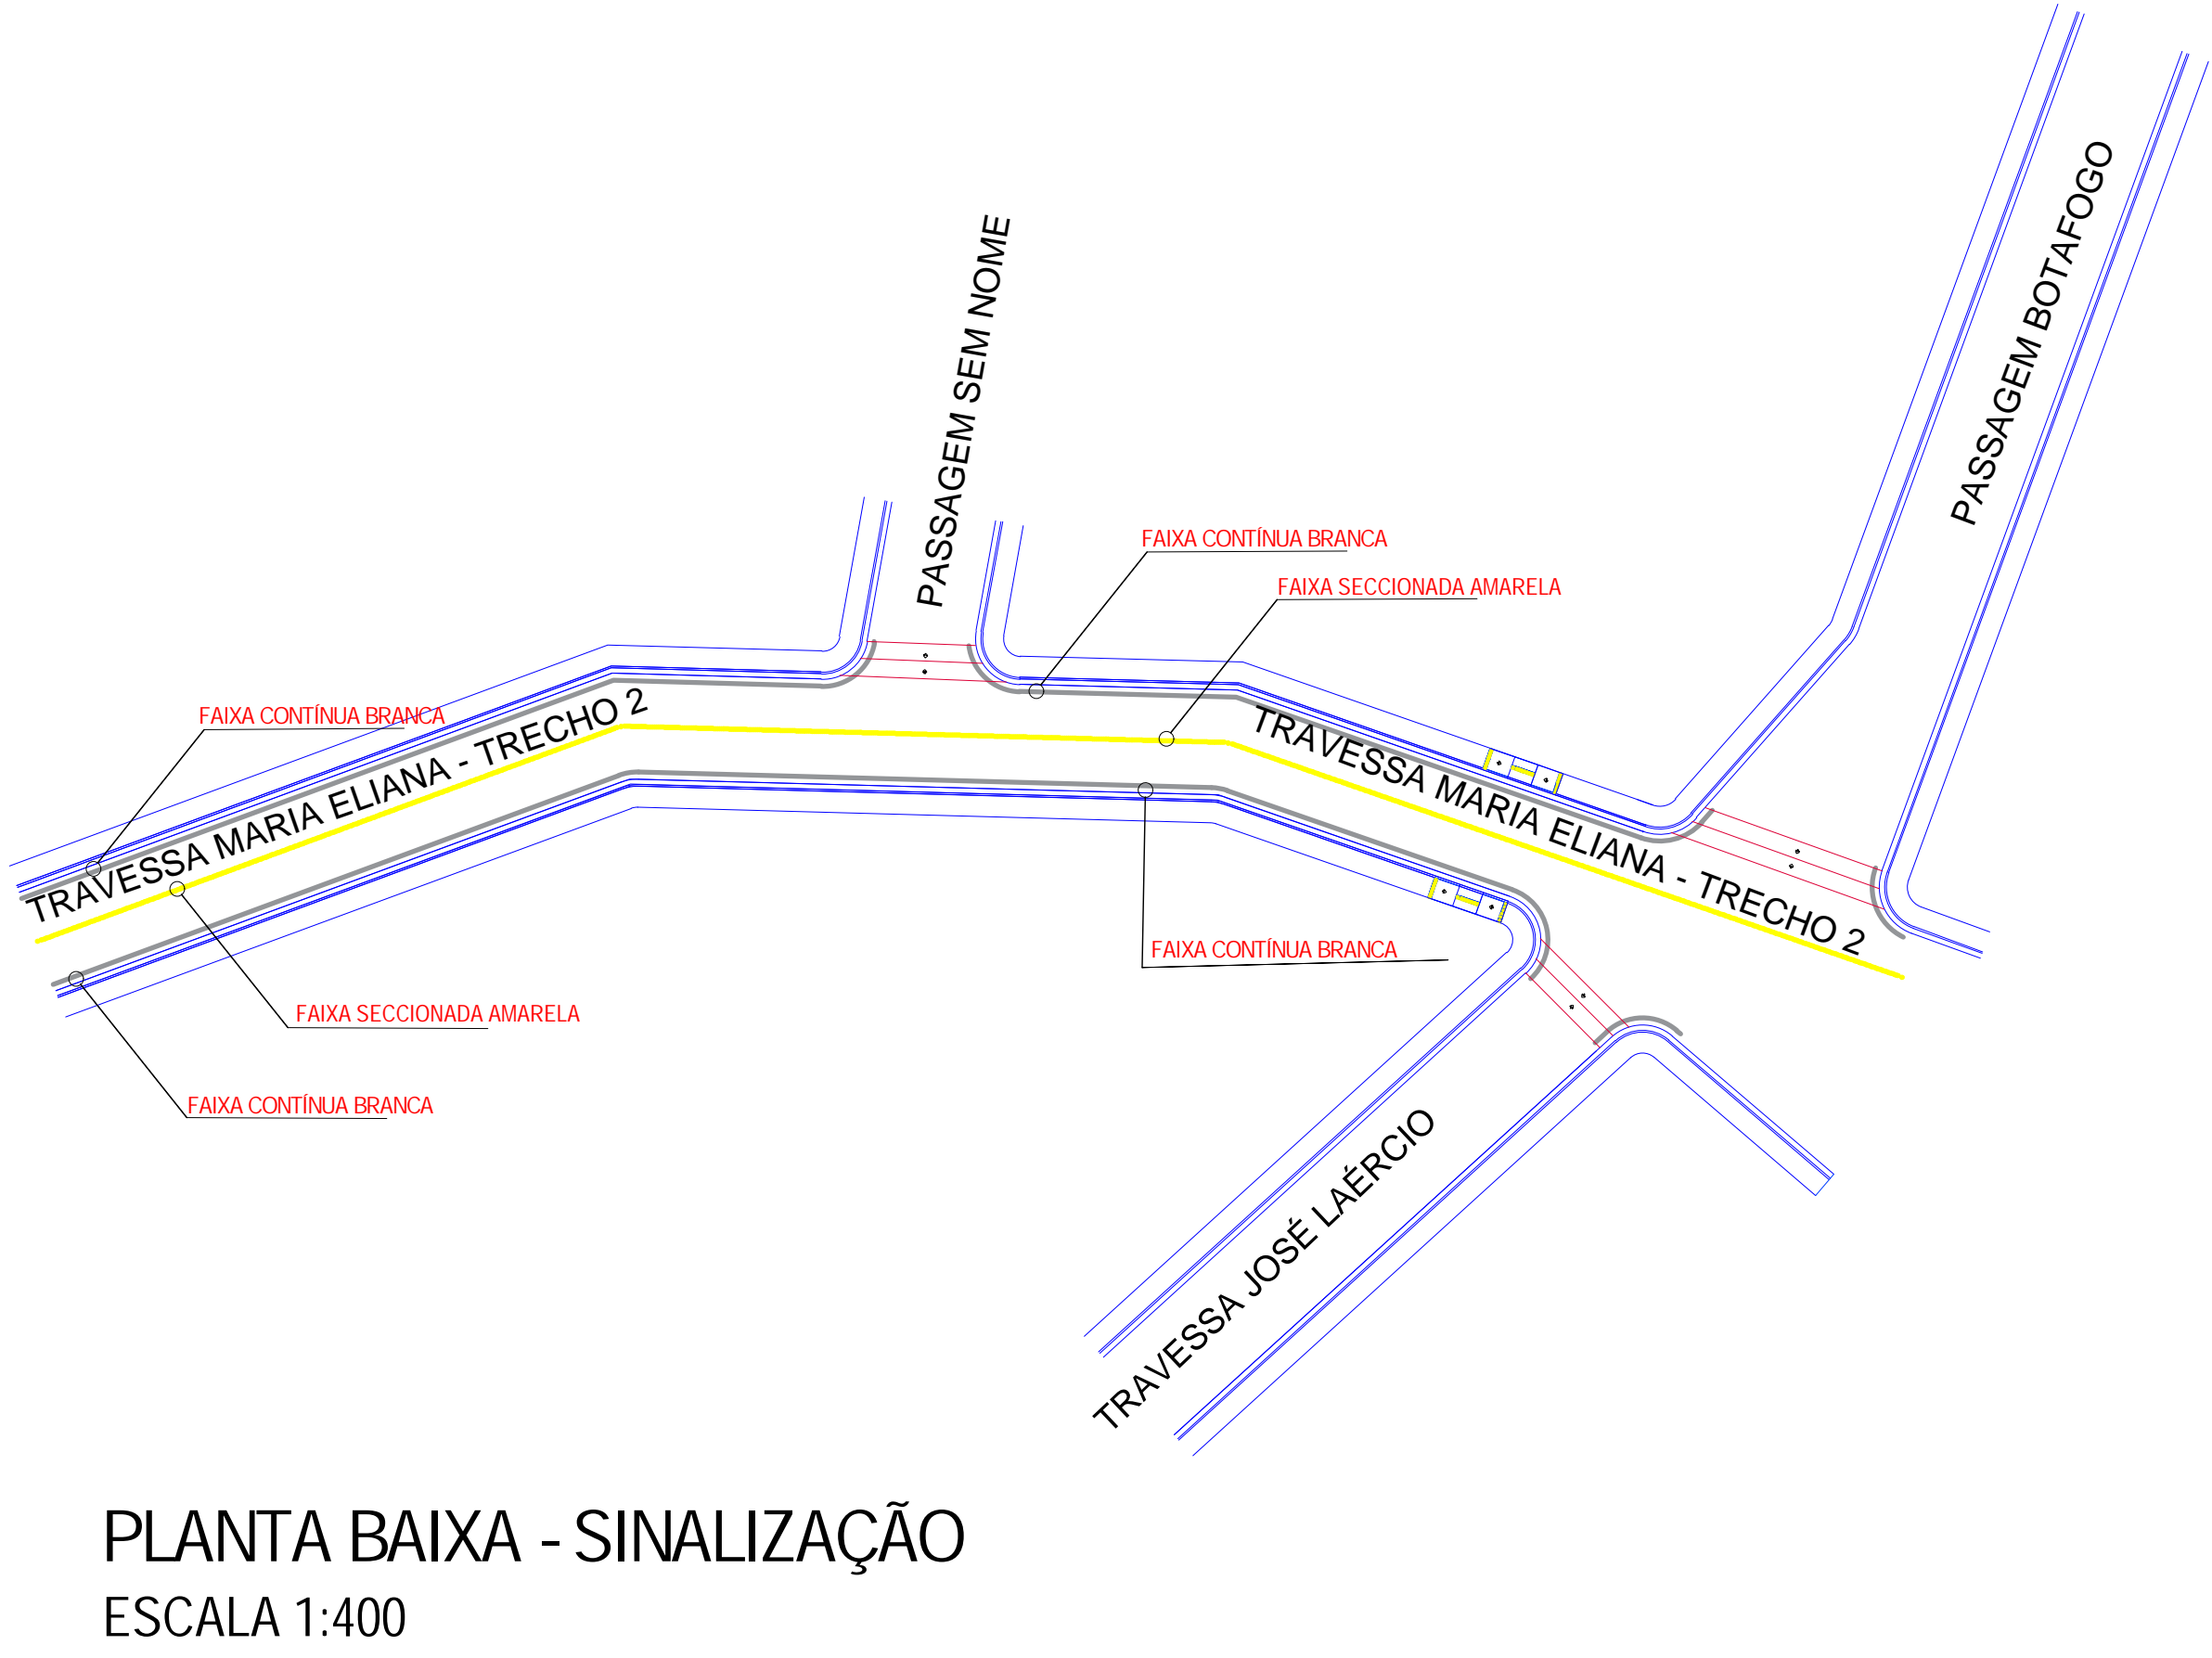 PASSAGEM BOTAFOGO
PASSAGEM SEM NOME
FAIXA CONTÍNUA BRANCA
FAIXA SECCIONADA AMARELA
FAIXA CONTÍNUA BRANCA
TRAVESSA MARIA ELIANA - TRECHO 2
TRAVESSA MARIA ELIANA - TRECHO 2
FAIXA CONTÍNUA BRANCA
FAIXA SECCIONADA AMARELA
FAIXA CONTÍNUA BRANCA
TRAVESSA JOSÉ LAÉRCIO
PLANTA BAIXA - SINALIZAÇÃO
ESCALA 1:400